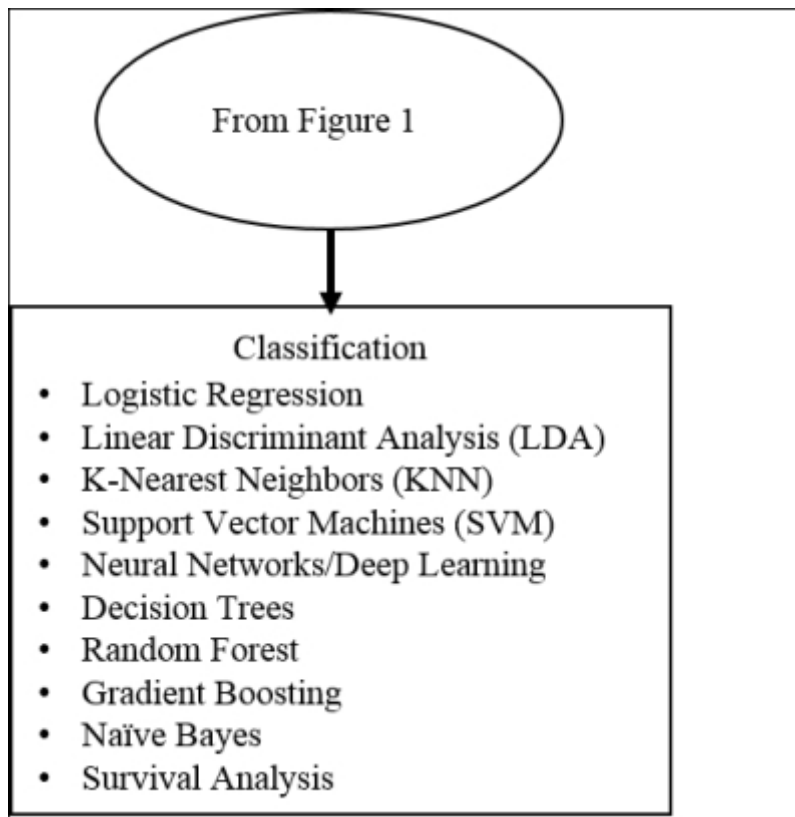 From Figure 1
Classification
• Logistic Regression
• Linear Discriminant Analysis (LDA)
• K-Nearest Neighbors (KNN)
• Support Vector Machines (SVM)
• Neural Networks/Deep Learning
• Decision Trees
• Random Forest
• Gradient Boosting
• Naïve Bayes
• Survival Analysis